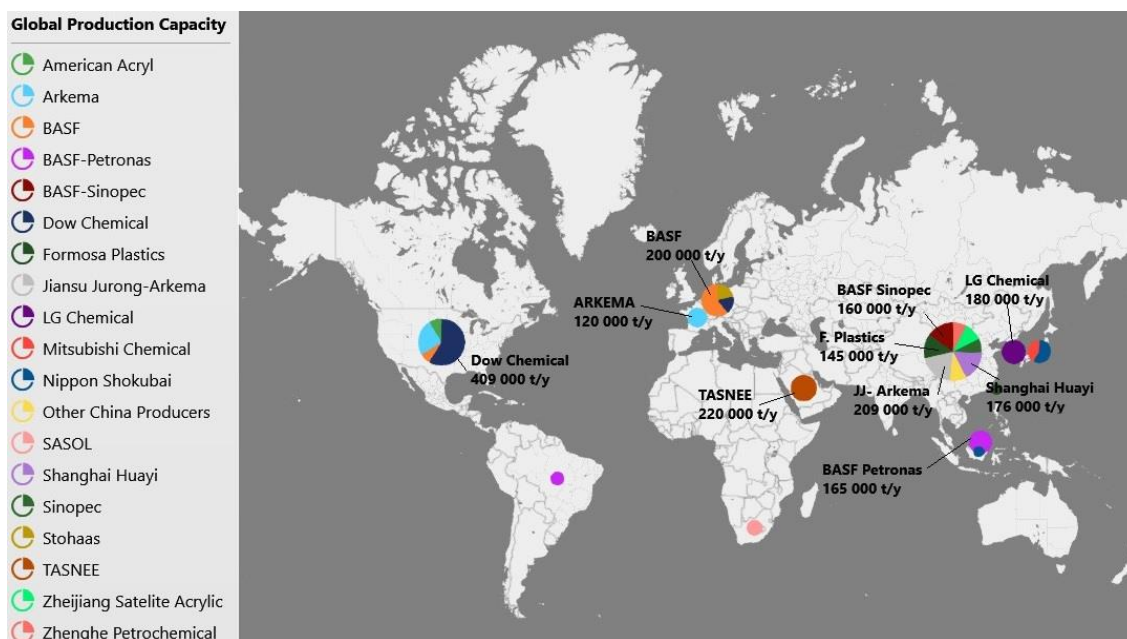 Global Production Capacity
American Acryl
Arkema
BASF
BASF-Petronas
BASF-Sinopec
Dow Chemical
Formosa Plastics
Jiansu Jurong-Arkema
LG Chemical
Mitsubishi Chemical
Nippon Shokubai
Other China Producers
SASOL
Shanghai Huayi
Sinopec
Stohaas
TASNEE
Zheijiang Satelite Acrylic
Zhenghe Petrochemical
BASF
200 000 t/y
ARKEMA
120 000 t/y
Dow Chemical
409 000 t/y
TASNEE
220 000 t/y
BASF Sinopec
160 000 t/y
F. Plastics
145 000 t/y
JJ- Arkema
209 000 t/y
LG Chemical
180 000 t/y
Shanghai Huayi
176 000 t/y
BASF Petronas
165 000 t/y